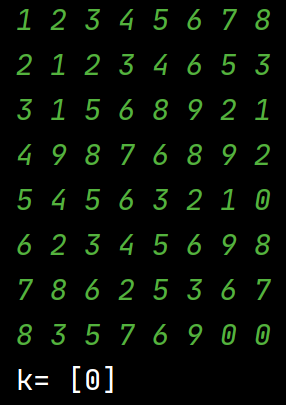 1 2 3 4 5 6 7 8
2 1 2 3 4 6 5 3
3 1 5 6 8 9 2 1
4 9 8 7 6 8 9 2
5 4 5 6 3 2 1 0
6 2 3 4 5 6 9 8
7 8 6 2 5 3 6 7
8 3 5 7 6 9 0 0
k= [0]